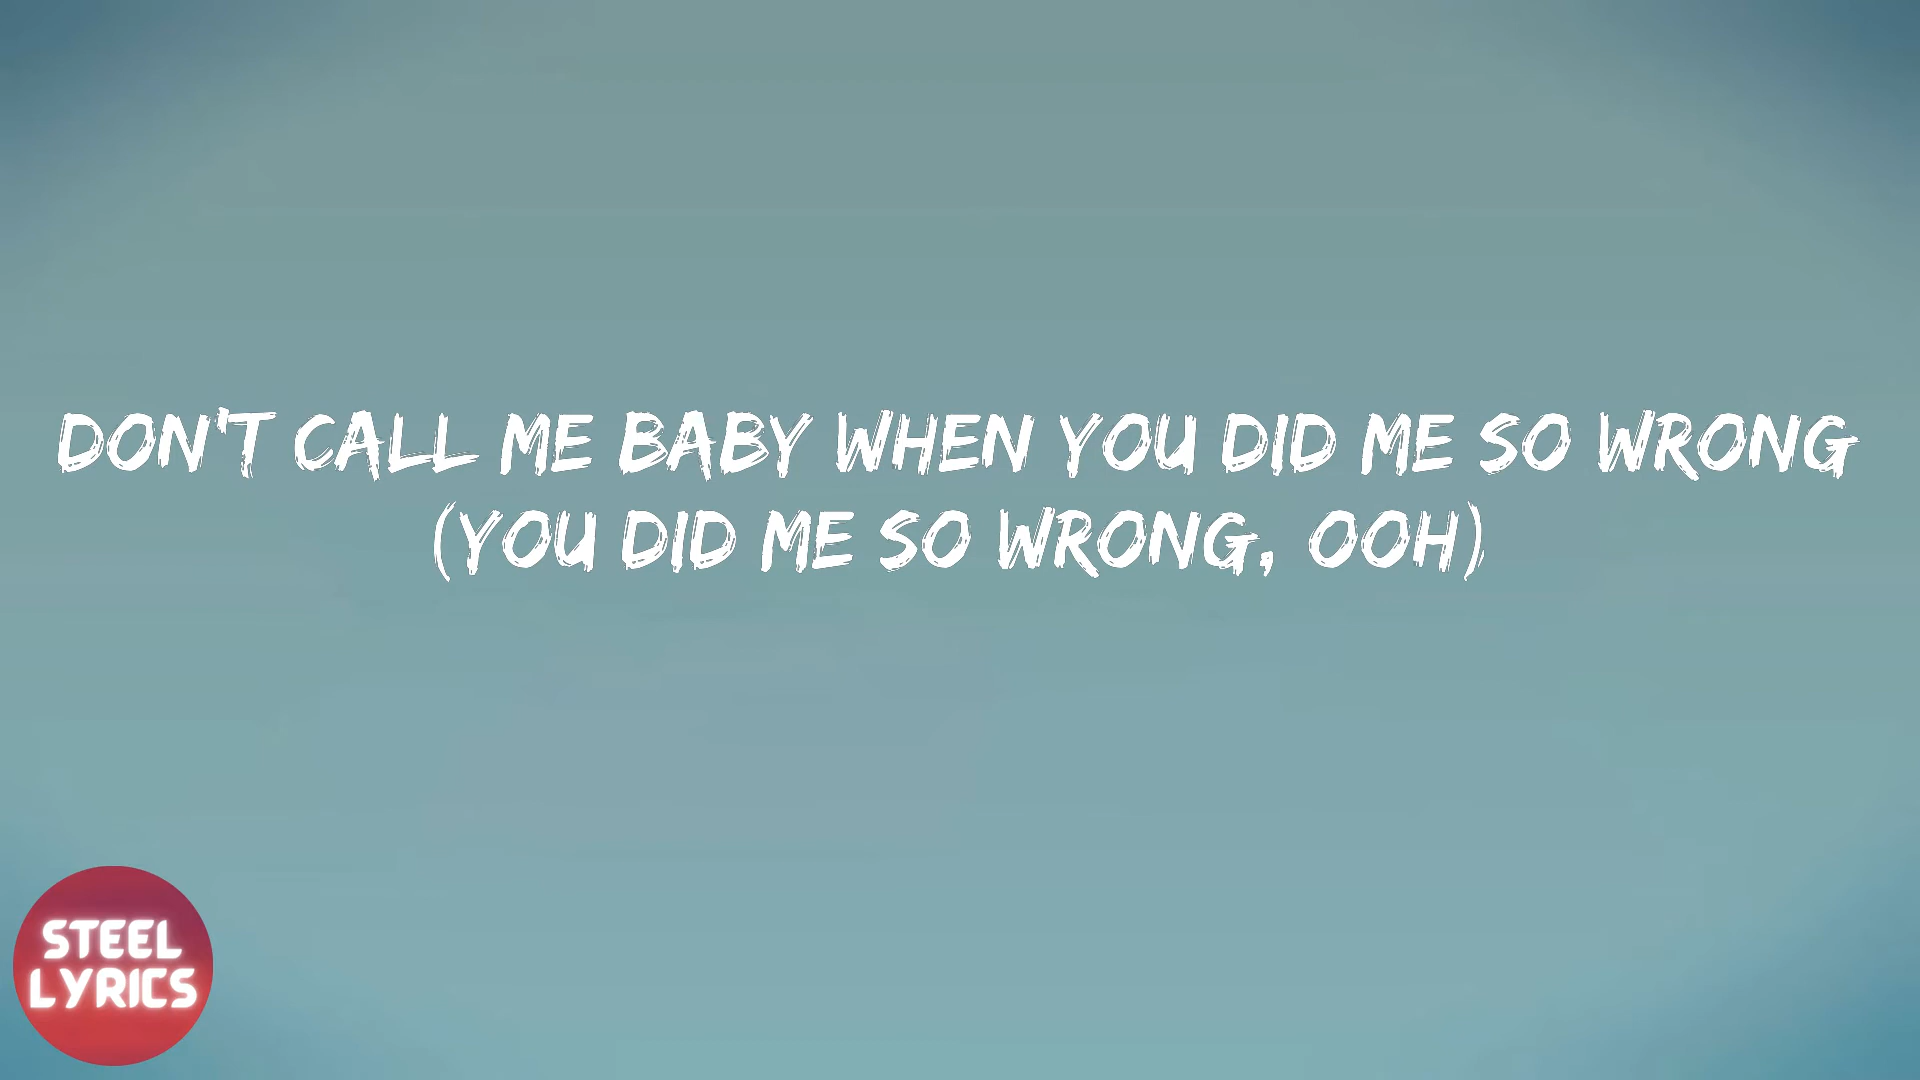 DON'T CALL ME BABY WHEN YOU DID ME SO WRONG
(YOU DID ME SO WRONG, OOH)
STEEL
LYRICS